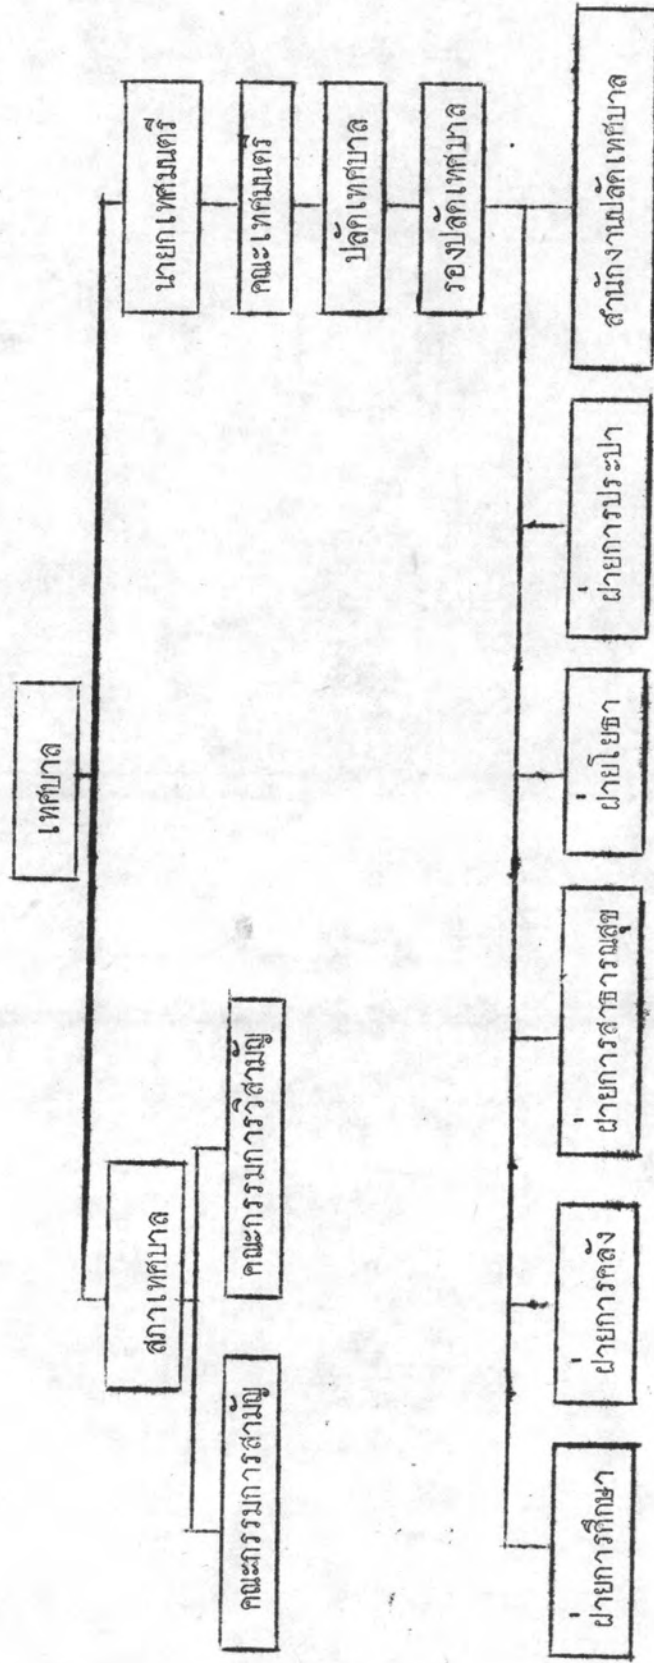 เทศบาล
สภาเทศบาล
นายกเทศมนตรี
คณะกรรมการสามัญ
คณะกรรมการวิสามัญ
คณะเทศมนตรี
ปลัดเทศบาล
รองปลัดเทศบาล
ฝ่ายการศึกษา
ฝ่ายการคลัง
ฝ่ายการสาธารณสุข
ฝ่ายโยธา
ฝ่ายการประปา
สำนักงานปลัดเทศบาล